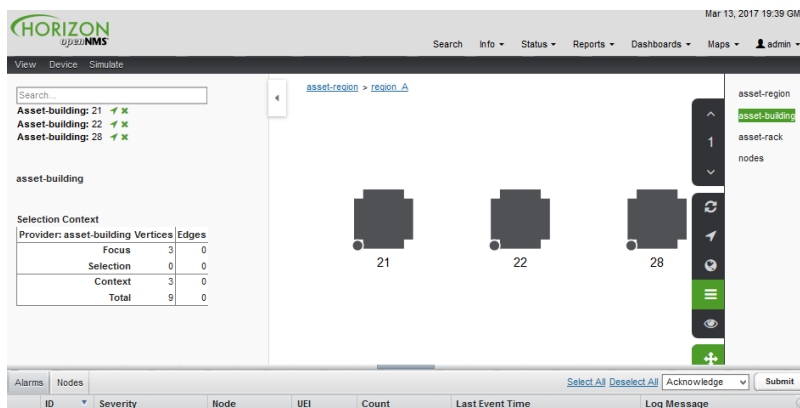 Mar 13, 2017 19:39 GM
HORIZON
openNMS
Search Info Status Reports Dashboards Maps admin
View Device Simulate
Search...
Asset-building: 21
Asset-building: 22
Asset-building: 28
asset-building
Selection Context
Provider: asset-building Vertices Edges
Focus 3 0
Selection 0 0
Context 3 0
Total 9 0
asset-region > region_A
21 22 28
1
asset-region
asset-building
asset-rack
nodes
Alarms Nodes
Select All Deselect All Acknowledge Submit
ID Severity Node UEI Count Last Event Time Log Message